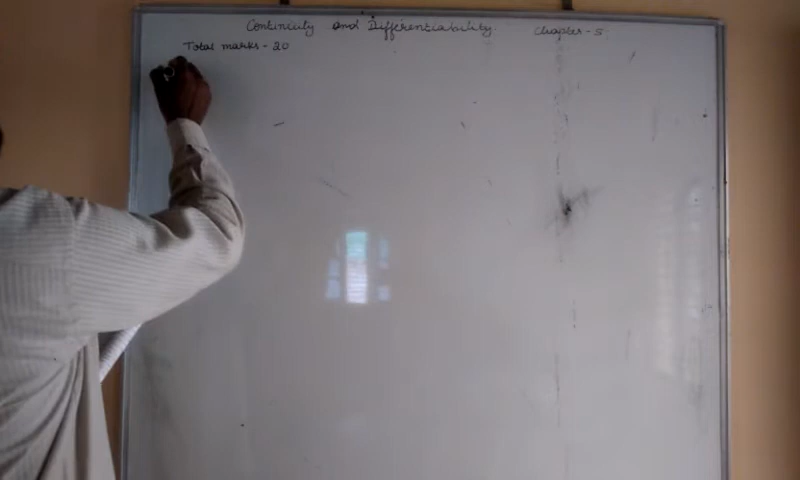 Continuity and Differentiability. Chapter - 5
Total marks - 20